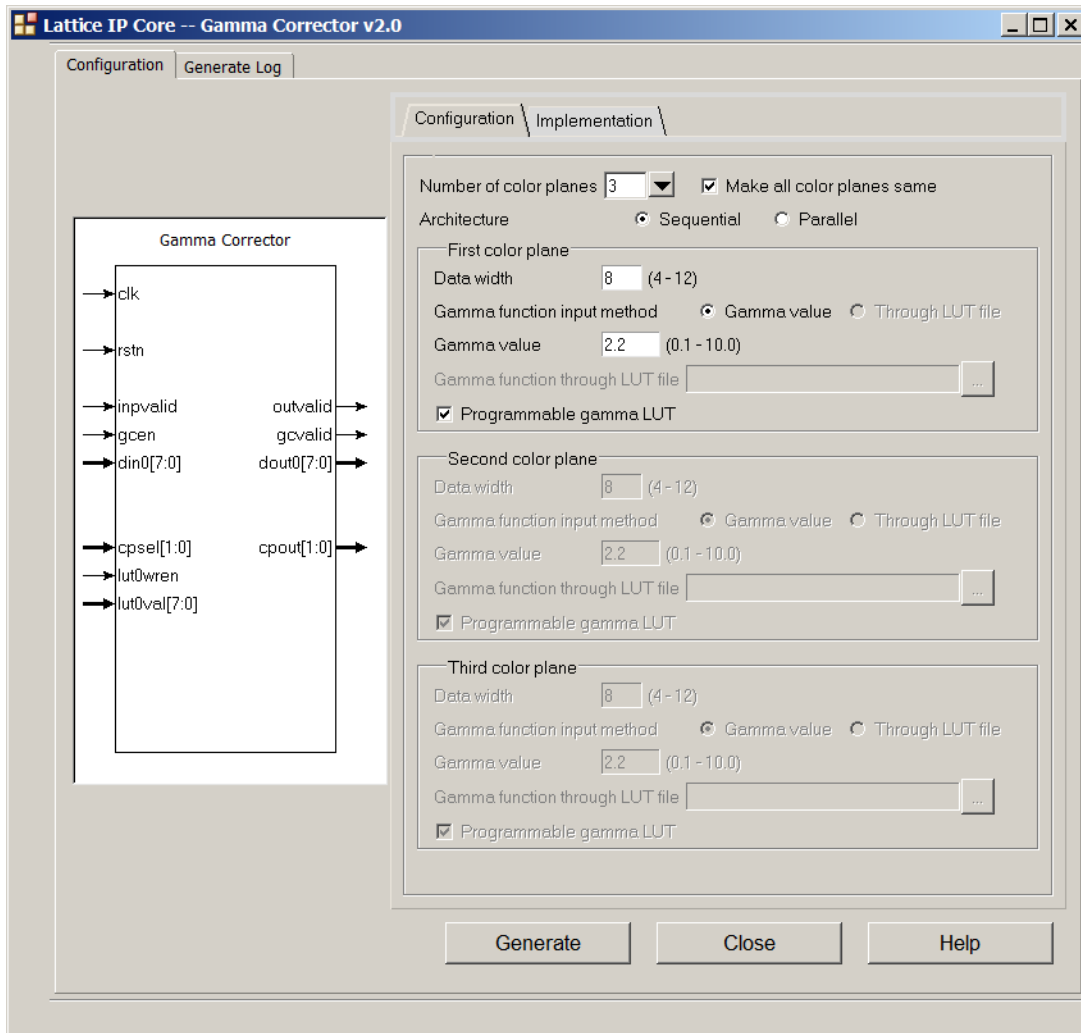 Lattice IP Core -- Gamma Corrector v2.0
Configuration Generate Log
Configuration Implementation
Number of color planes 3 Make all color planes same
Architecture Sequential Parallel
Gamma Corrector
clk
rstn
inpvalid outvalid
gcen gcvalid
din0[7:0] dout0[7:0]
cpsel[1:0] cpout[1:0]
lut0wren
lut0val[7:0]
First color plane
Data width 8 (4 - 12)
Gamma function input method Gamma value Through LUT file
Gamma value 2.2 (0.1 - 10.0)
Gamma function through LUT file ...
Programmable gamma LUT
Second color plane
Data width 8 (4 - 12)
Gamma function input method Gamma value Through LUT file
Gamma value 2.2 (0.1 - 10.0)
Gamma function through LUT file ...
Programmable gamma LUT
Third color plane
Data width 8 (4 - 12)
Gamma function input method Gamma value Through LUT file
Gamma value 2.2 (0.1 - 10.0)
Gamma function through LUT file ...
Programmable gamma LUT
Generate Close Help